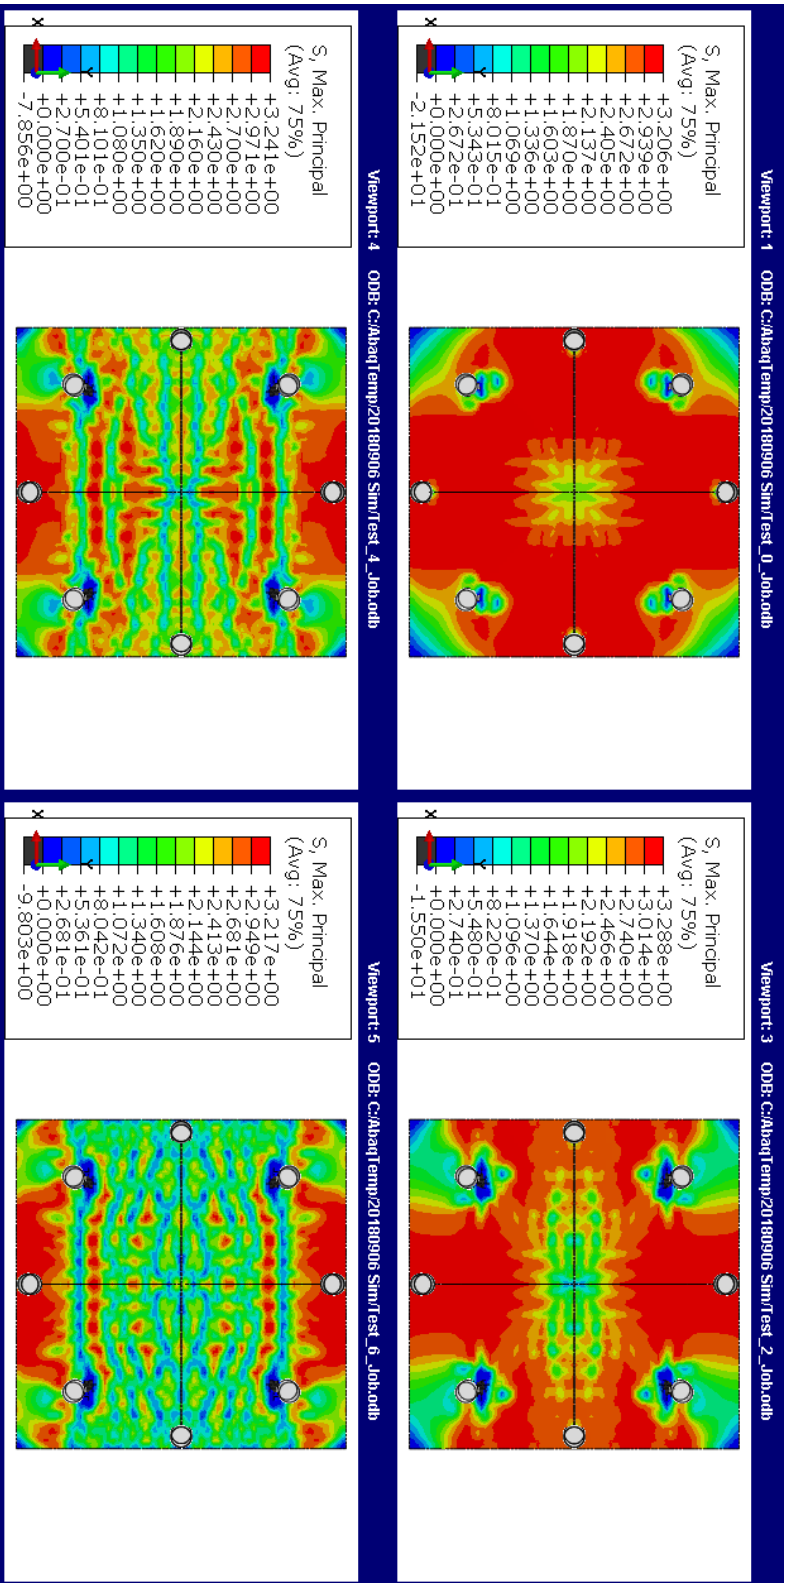 Viewport: 1 ODB: C:/AbaqTemp/20180906 Sim/Test_0_Job.odb
S, Max. Principal
(Avg: 75%)
+3.206e+00
+2.939e+00
+2.672e+00
+2.405e+00
+2.137e+00
+1.870e+00
+1.603e+00
+1.336e+00
+1.069e+00
+8.015e-01
+5.343e-01
+2.672e-01
+0.000e+00
-2.152e+01
Y
X
Viewport: 3 ODB: C:/AbaqTemp/20180906 Sim/Test_2_Job.odb
S, Max. Principal
(Avg: 75%)
+3.288e+00
+3.014e+00
+2.740e+00
+2.466e+00
+2.192e+00
+1.918e+00
+1.644e+00
+1.370e+00
+1.096e+00
+8.220e-01
+5.480e-01
+2.740e-01
+0.000e+00
-1.550e+01
Y
X
Viewport: 4 ODB: C:/AbaqTemp/20180906 Sim/Test_4_Job.odb
S, Max. Principal
(Avg: 75%)
+3.241e+00
+2.971e+00
+2.700e+00
+2.430e+00
+2.160e+00
+1.890e+00
+1.620e+00
+1.350e+00
+1.080e+00
+8.101e-01
+5.401e-01
+2.700e-01
+0.000e+00
-7.856e+00
Y
X
Viewport: 5 ODB: C:/AbaqTemp/20180906 Sim/Test_6_Job.odb
S, Max. Principal
(Avg: 75%)
+3.217e+00
+2.949e+00
+2.681e+00
+2.413e+00
+2.144e+00
+1.876e+00
+1.608e+00
+1.340e+00
+1.072e+00
+8.042e-01
+5.361e-01
+2.681e-01
+0.000e+00
-9.803e+00
Y
X